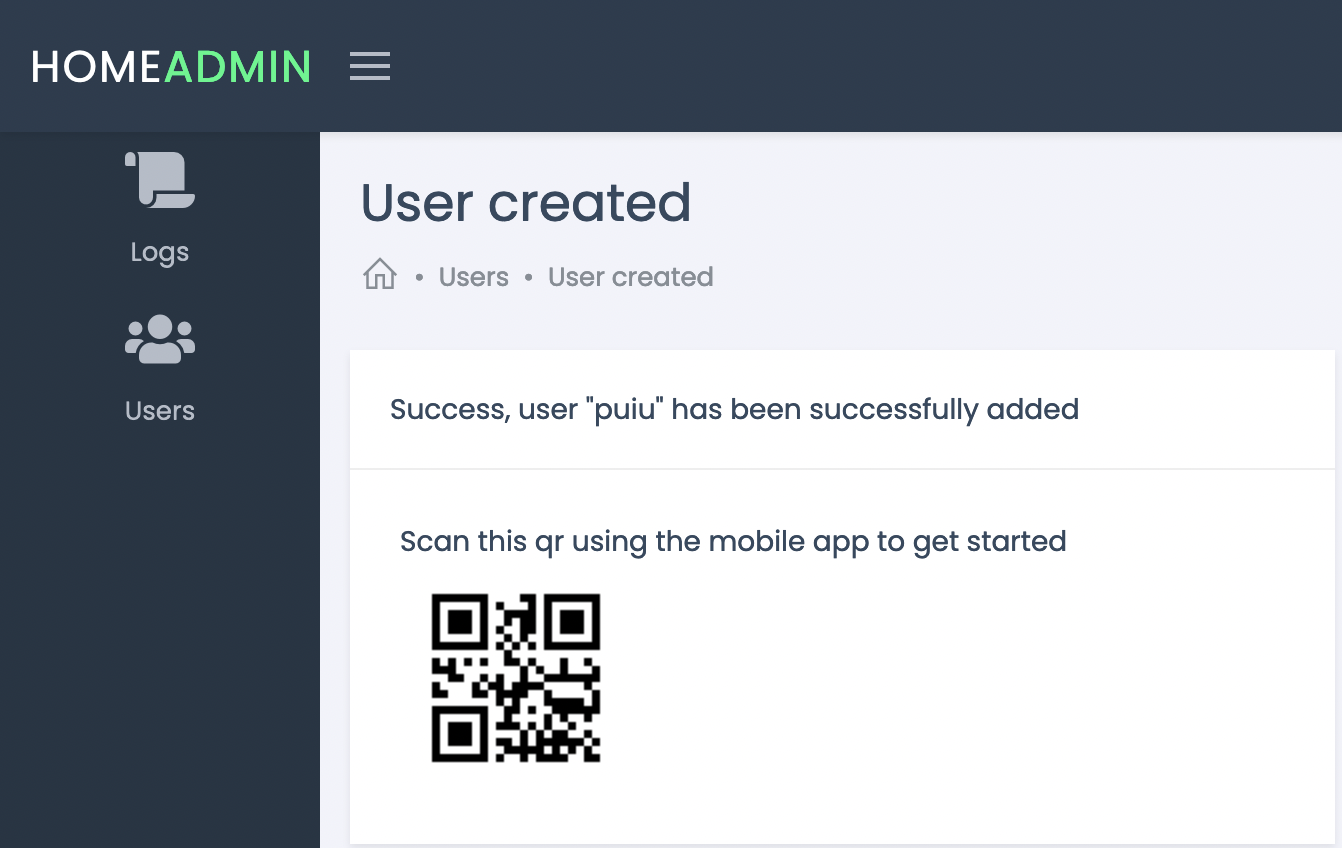 HOMEADMIN
Logs
Users
User created
• Users • User created
Success, user "puiu" has been successfully added
Scan this qr using the mobile app to get started